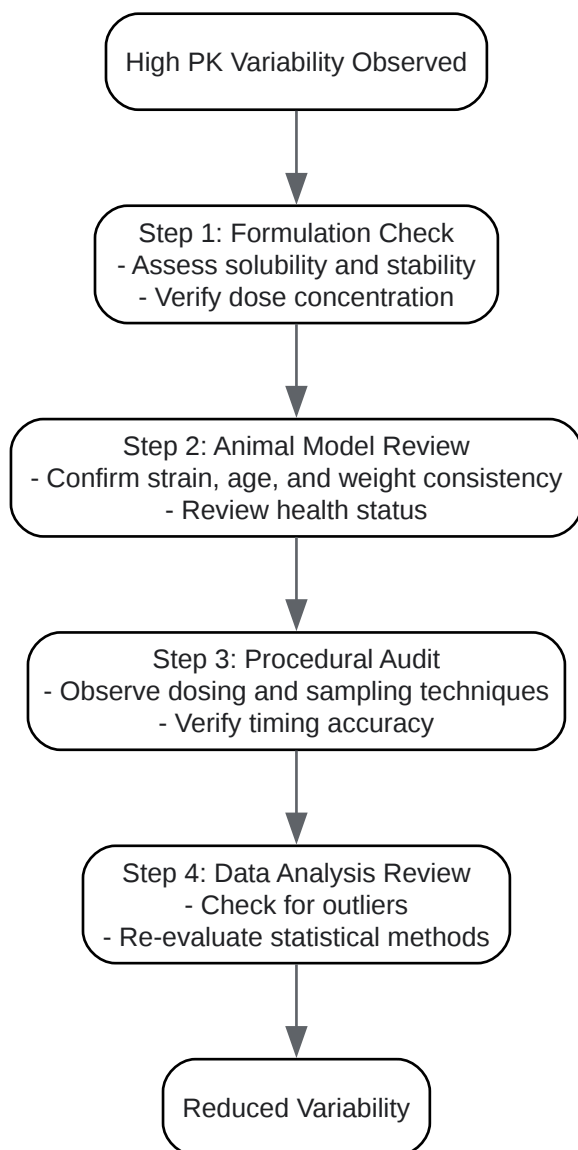 High PK Variability Observed
Step 1: Formulation Check
- Assess solubility and stability
- Verify dose concentration
Step 2: Animal Model Review
- Confirm strain, age, and weight consistency
- Review health status
Step 3: Procedural Audit
- Observe dosing and sampling techniques
- Verify timing accuracy
Step 4: Data Analysis Review
- Check for outliers
- Re-evaluate statistical methods
Reduced Variability